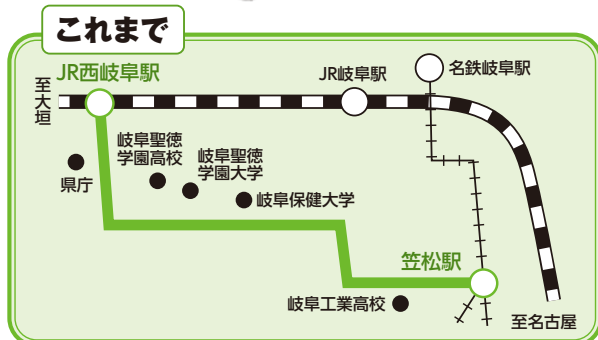 これまで
JR西岐阜駅
JR岐阜駅
名鉄岐阜駅
至大垣
岐阜聖徳
学園高校
岐阜聖徳
学園大学
県庁
岐阜保健大学
笠松駅
岐阜工業高校
至名古屋